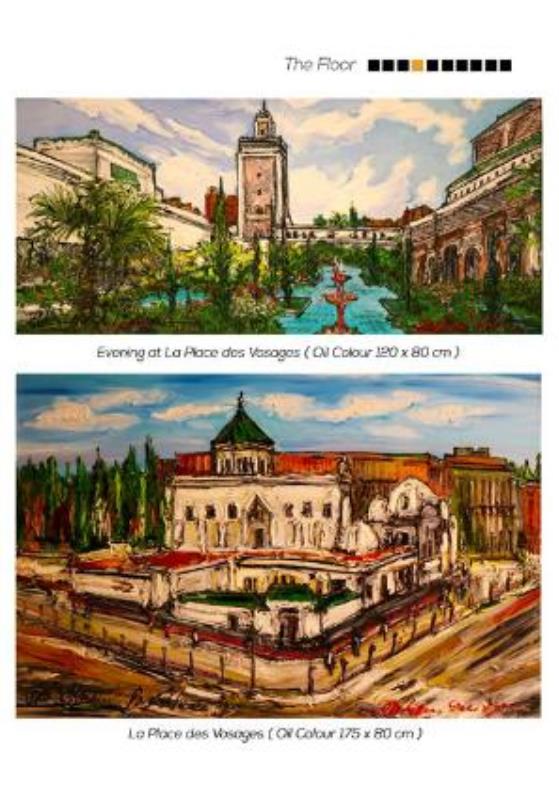 The Floor
Evening at La Place des Vosages ( Oil Colour 120 x 80 cm )
La Place des Vosages ( Oil Colour 175 x 80 cm )